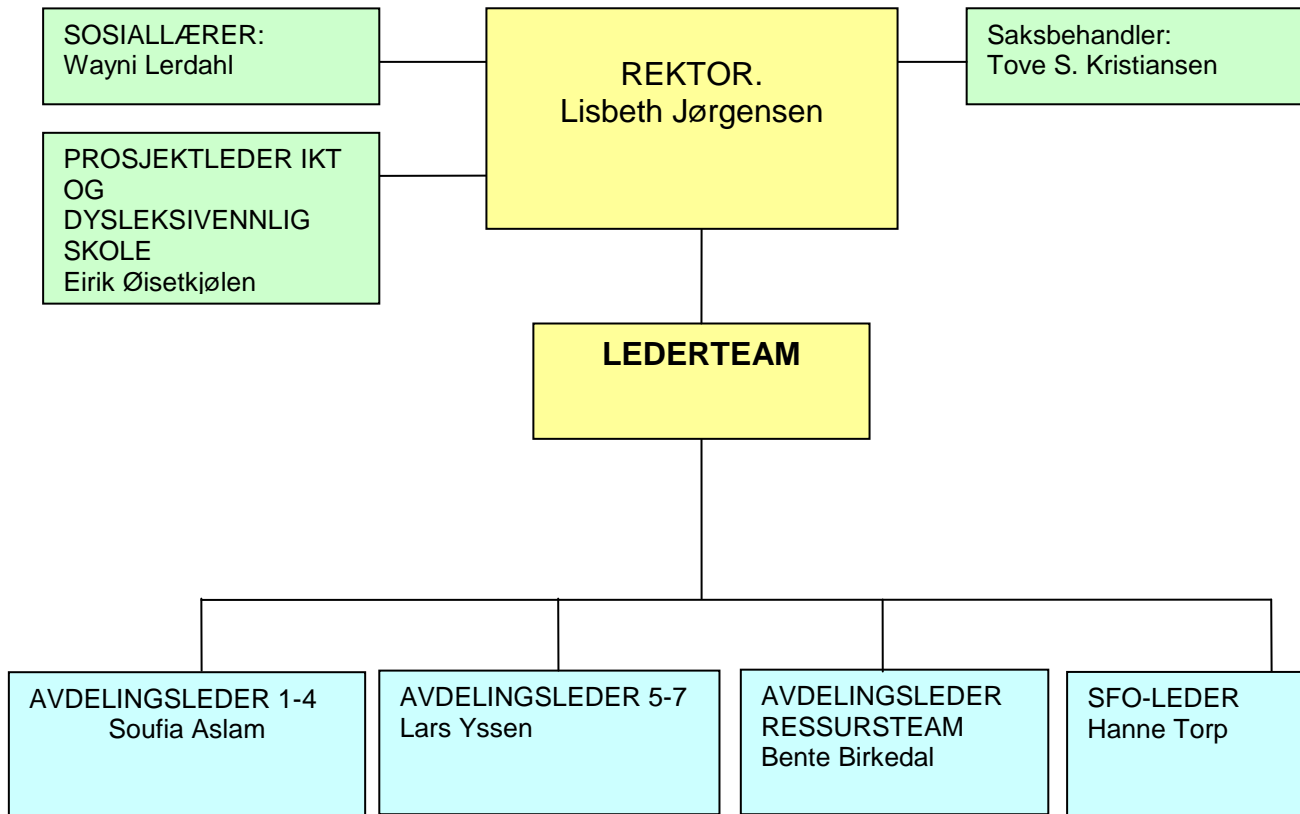 SOSIALLÆRER:
Wayni Lerdahl
REKTOR.
Lisbeth Jørgensen
Saksbehandler:
Tove S. Kristiansen
PROSJEKTLEDER IKT
OG
DYSLEKSIVENNLIG
SKOLE
Eirik Øisetkjølen
LEDERTEAM
AVDELINGSLEDER 1-4
Soufia Aslam
AVDELINGSLEDER 5-7
Lars Yssen
AVDELINGSLEDER
RESSURSTEAM
Bente Birkedal
SFO-LEDER
Hanne Torp